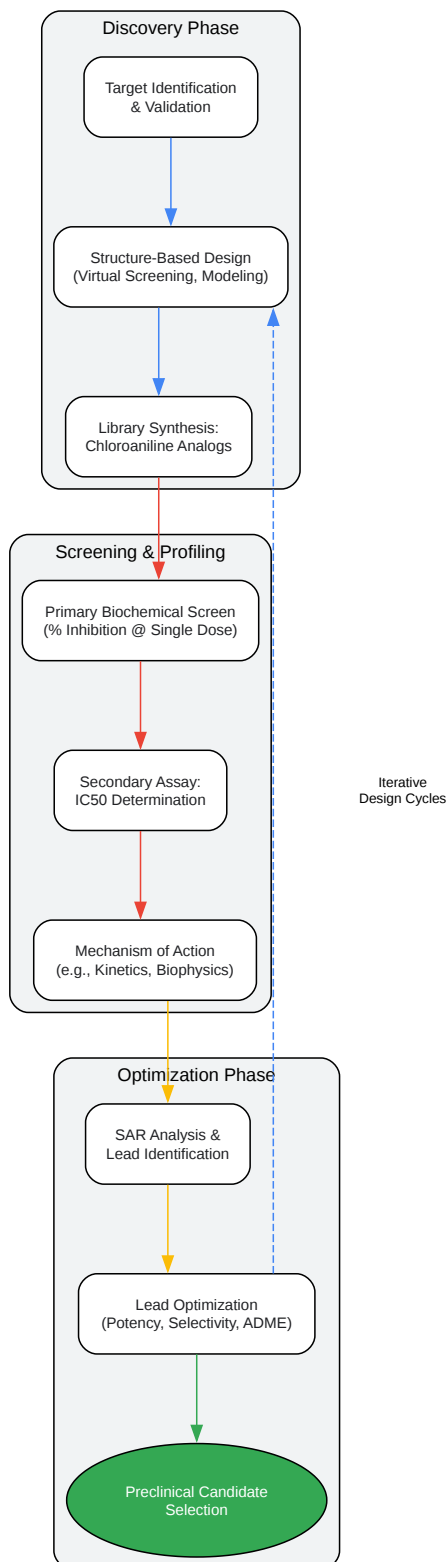 Discovery Phase
Target Identification
& Validation
Structure-Based Design
(Virtual Screening, Modeling)
Library Synthesis:
Chloroaniline Analogs
Screening & Profiling
Primary Biochemical Screen
(% Inhibition @ Single Dose)
Secondary Assay:
IC50 Determination
Iterative
Design Cycles
Mechanism of Action
(e.g., Kinetics, Biophysics)
Optimization Phase
SAR Analysis &
Lead Identification
Lead Optimization
(Potency, Selectivity, ADME)
Preclinical Candidate
Selection